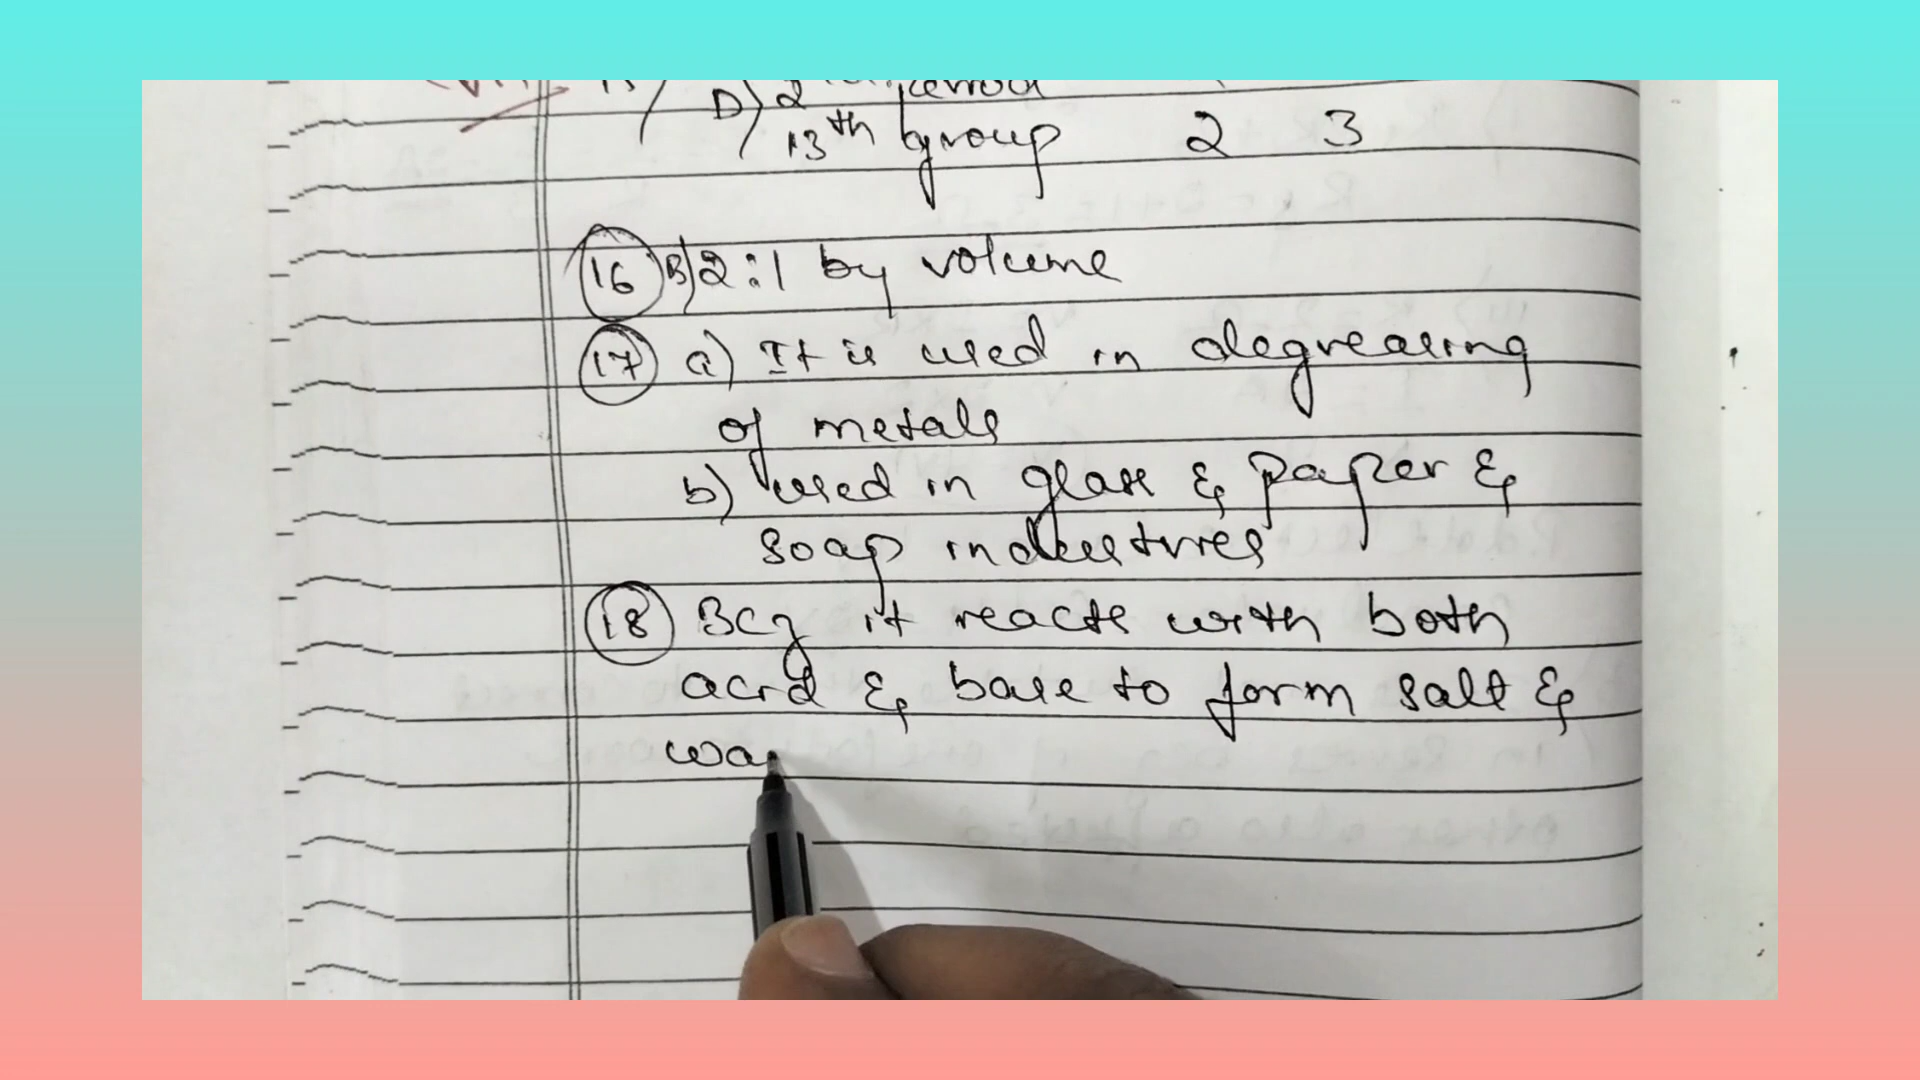 D) 2
13th group 2 3
16 B) 2:1 by volume
17 a) It is used in degreasing
of metals
b) used in glass & paper &
soap industries
18 Bcz it reacts with both
acid & base to form salt &
wa